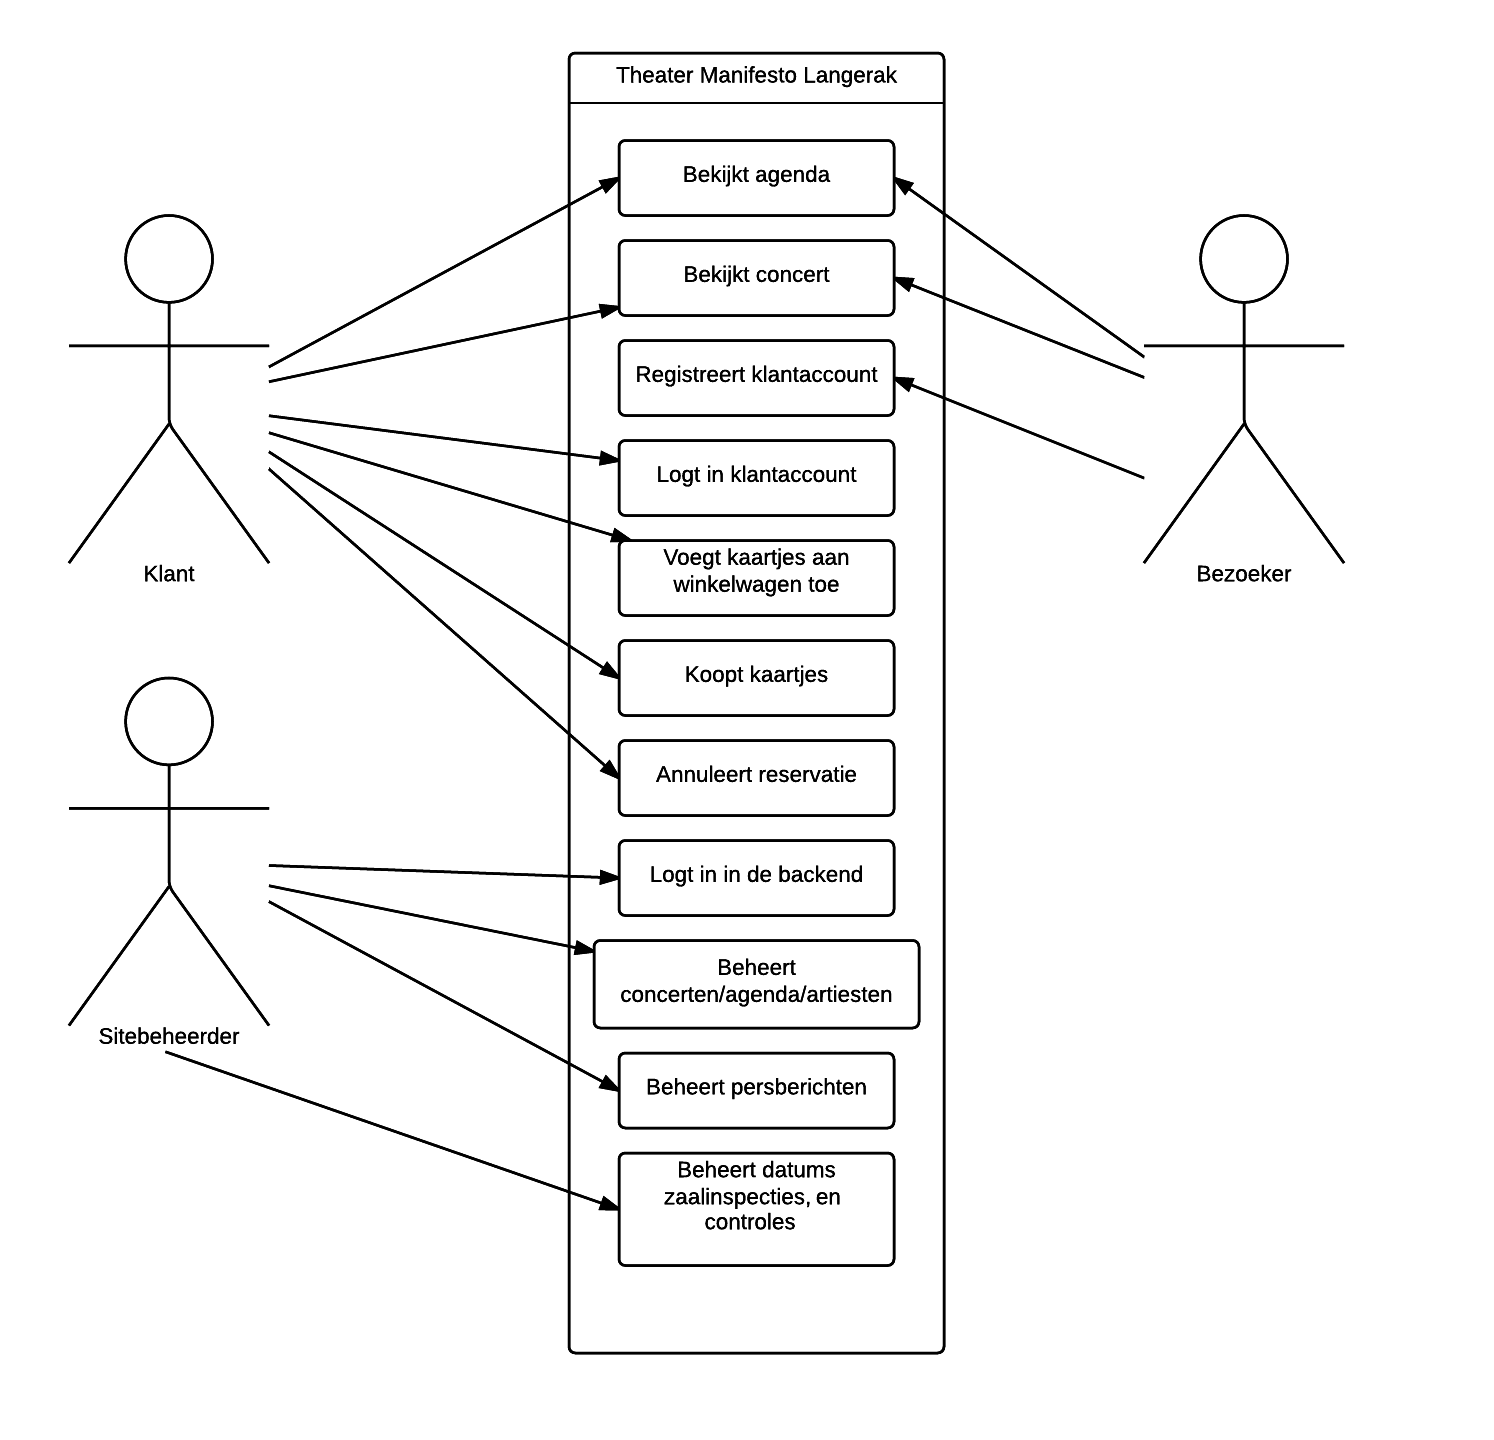 Theater Manifesto Langerak
Bekijkt agenda
Bekijkt concert
Registreert klantaccount
Logt in klantaccount
Voegt kaartjes aan
winkelwagen toe
Klant
Bezoeker
Koopt kaartjes
Annuleert reservatie
Logt in in de backend
Beheert
concerten/agenda/artiesten
Sitebeheerder
Beheert persberichten
Beheert datums
zaalinspecties, en
controles